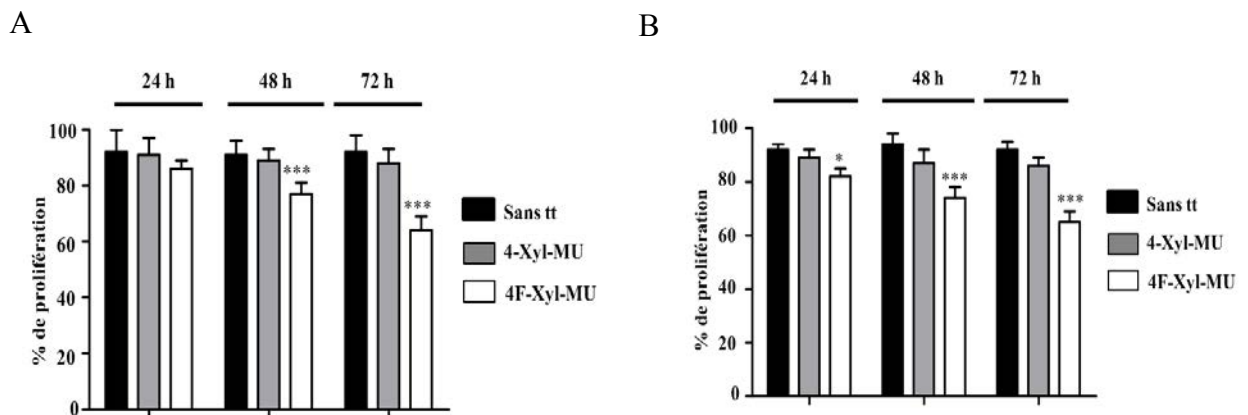 A
24 h 48 h 72 h
% de prolifération
100
80
60
40
20
0
*** ***
Sans tt
4-Xyl-MU
4F-Xyl-MU
B
24 h 48 h 72 h
% de prolifération
100
80
60
40
20
0
* *** ***
Sans tt
4-Xyl-MU
4F-Xyl-MU